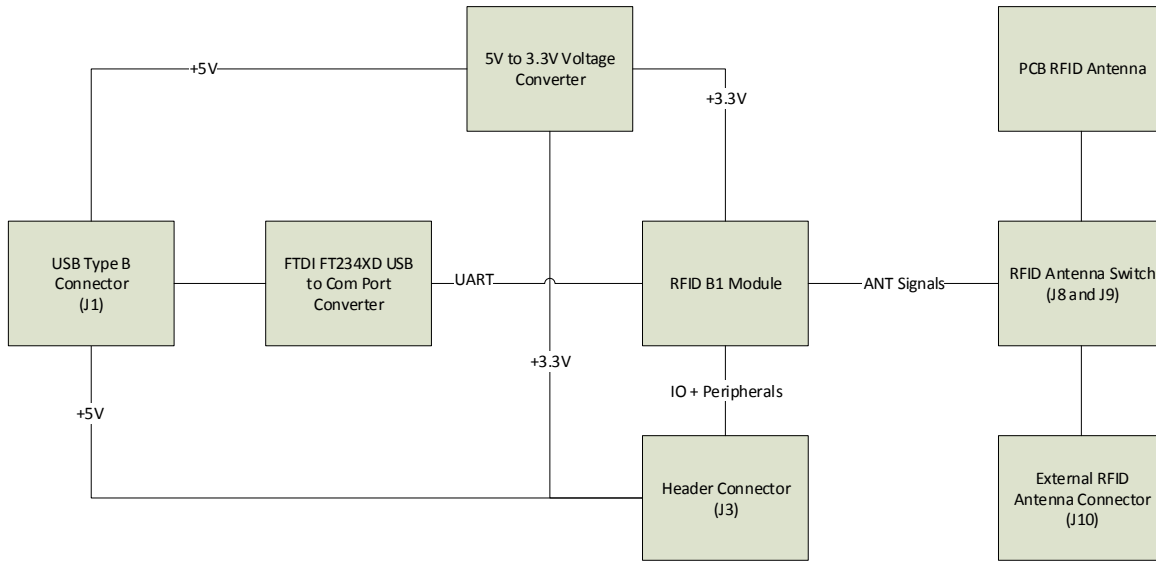 5V to 3.3V Voltage
Converter
PCB RFID Antenna
+5V
+3.3V
USB Type B
Connector
(J1)
FTDI FT234XD USB
to Com Port
Converter
UART
RFID B1 Module
ANT Signals
RFID Antenna Switch
(J8 and J9)
+3.3V
IO + Peripherals
+5V
Header Connector
(J3)
External RFID
Antenna Connector
(J10)